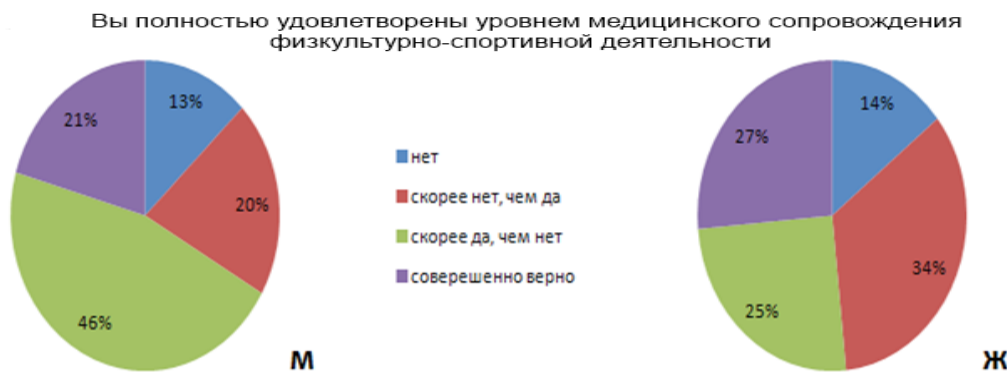 Вы полностью удовлетворены уровнем медицинского сопровождения
физкультурно-спортивной деятельности
13%
21%
20%
46%
М
нет
скорее нет, чем да
скорее да, чем нет
соверешенно верно
14%
27%
34%
25%
Ж